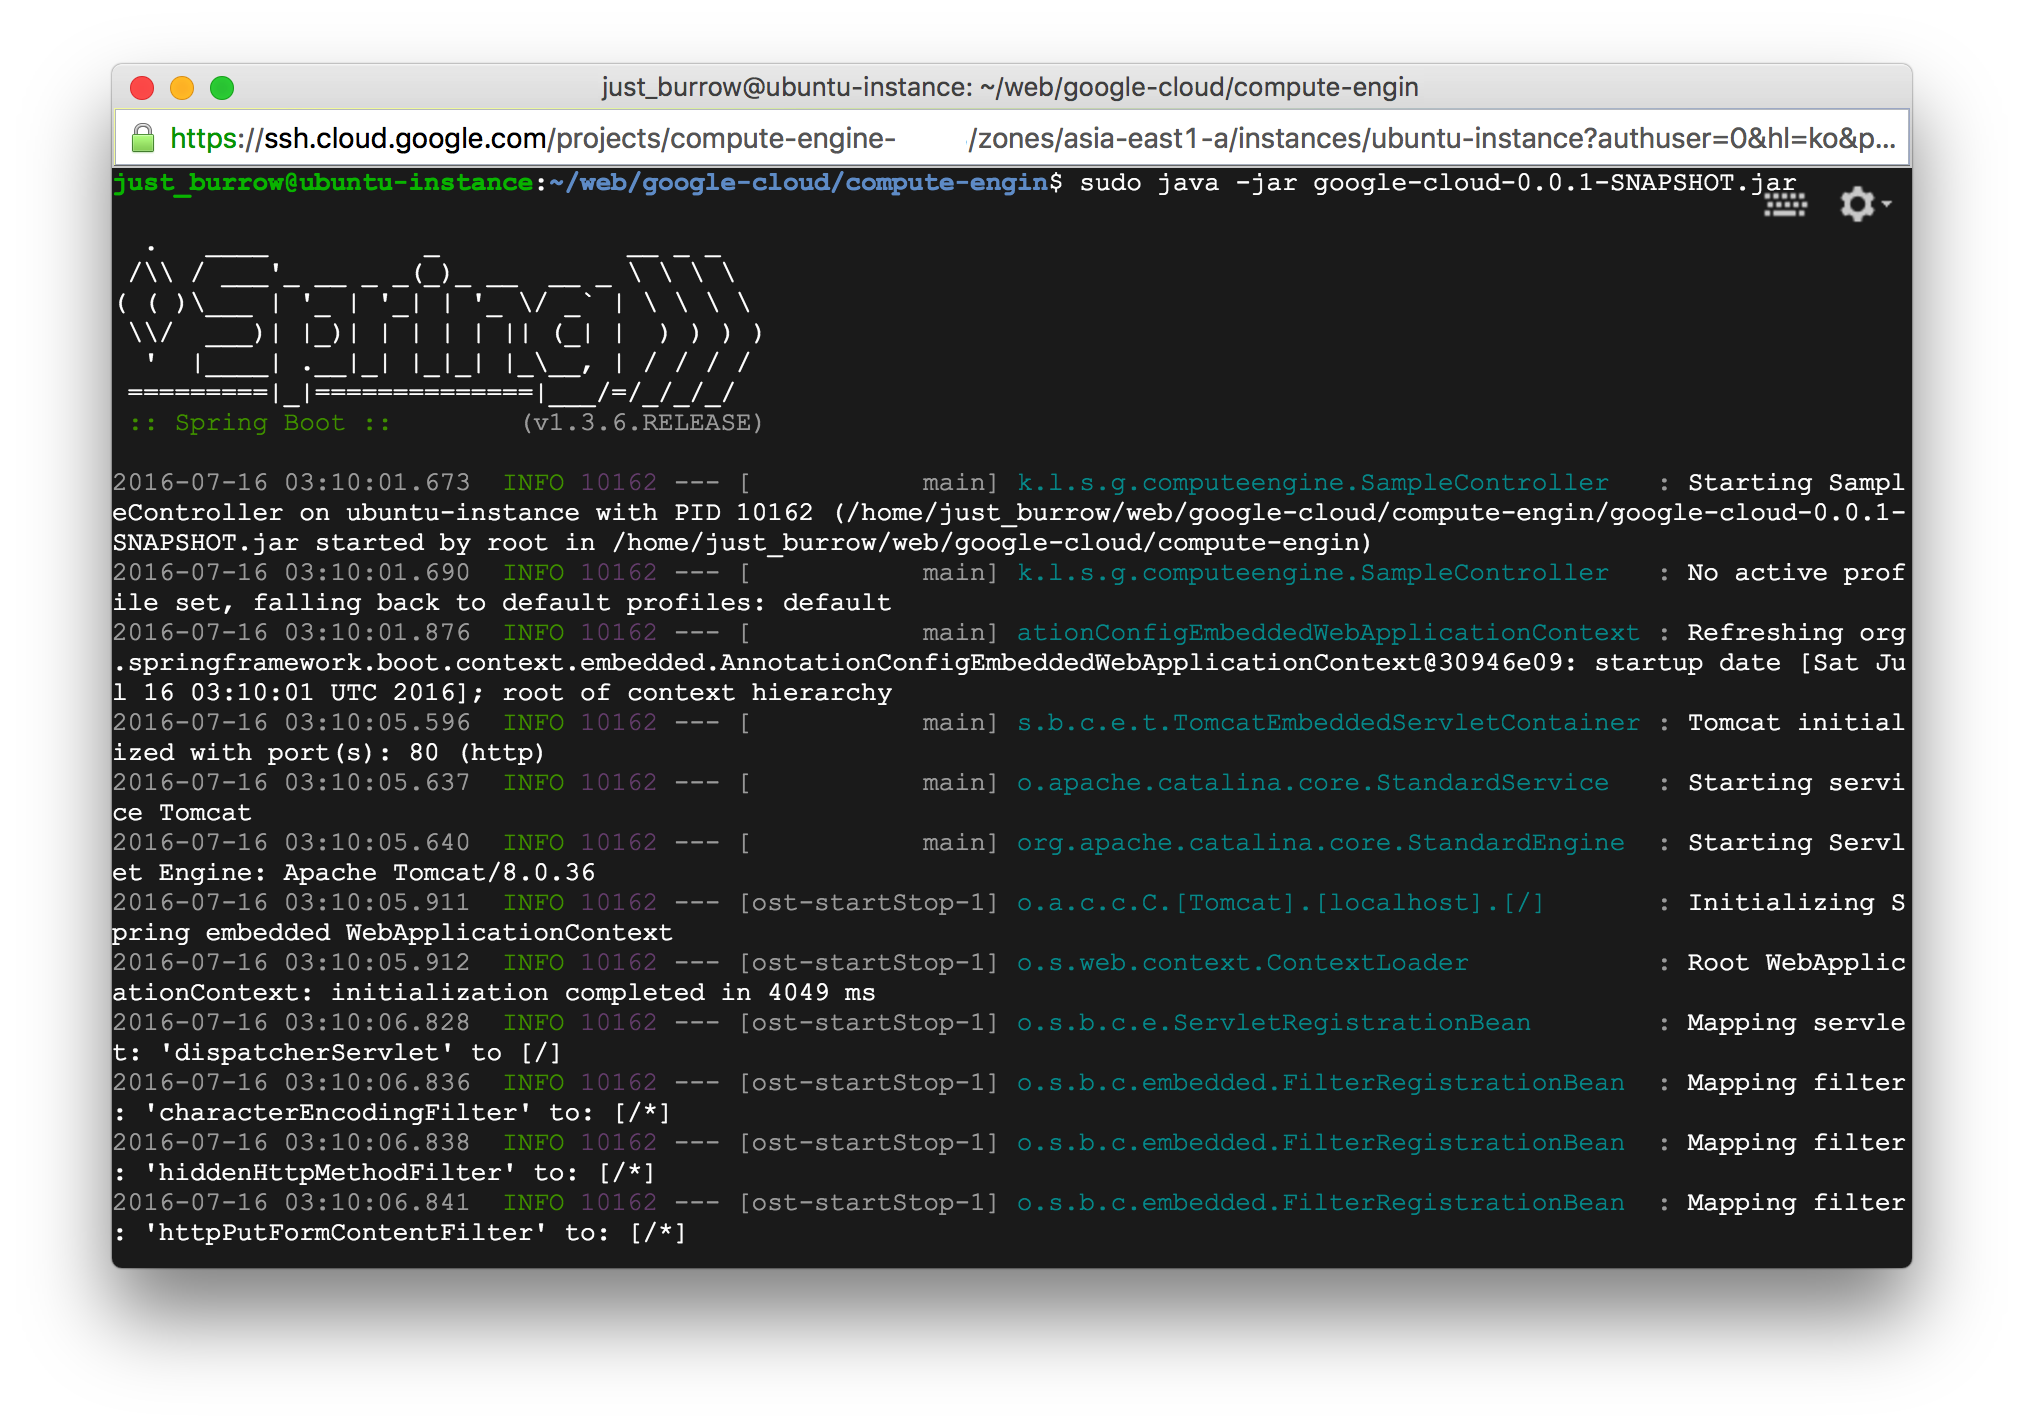 just_burrow@ubuntu-instance: ~/web/google-cloud/compute-engin
https://ssh.cloud.google.com/projects/compute-engine- /zones/asia-east1-a/instances/ubuntu-instance?authuser=0&hl=ko&p...
just_burrow@ubuntu-instance:~/web/google-cloud/compute-engin$ sudo java -jar google-cloud-0.0.1-SNAPSHOT.jar
  .   ____          _            __ _ _
 /\\ / ___'_ __ _ _(_)_ __  __ _ \ \ \ \
( ( )\___ | '_ | '_| | '_ \/ _` | \ \ \ \
 \\/  ___)| |_)| | | | | || (_| |  ) ) ) )
  '  |____| .__|_| |_|_| |_\__, | / / / /
 =========|_|==============|___/=/_/_/_/
 :: Spring Boot ::        (v1.3.6.RELEASE)
2016-07-16 03:10:01.673  INFO 10162 --- [           main] k.l.s.g.computeengine.SampleController   : Starting Sampl
eController on ubuntu-instance with PID 10162 (/home/just_burrow/web/google-cloud/compute-engin/google-cloud-0.0.1-
SNAPSHOT.jar started by root in /home/just_burrow/web/google-cloud/compute-engin)
2016-07-16 03:10:01.690  INFO 10162 --- [           main] k.l.s.g.computeengine.SampleController   : No active prof
ile set, falling back to default profiles: default
2016-07-16 03:10:01.876  INFO 10162 --- [           main] ationConfigEmbeddedWebApplicationContext : Refreshing org
.springframework.boot.context.embedded.AnnotationConfigEmbeddedWebApplicationContext@30946e09: startup date [Sat Ju
l 16 03:10:01 UTC 2016]; root of context hierarchy
2016-07-16 03:10:05.596  INFO 10162 --- [           main] s.b.c.e.t.TomcatEmbeddedServletContainer : Tomcat initial
ized with port(s): 80 (http)
2016-07-16 03:10:05.637  INFO 10162 --- [           main] o.apache.catalina.core.StandardService   : Starting servi
ce Tomcat
2016-07-16 03:10:05.640  INFO 10162 --- [           main] org.apache.catalina.core.StandardEngine  : Starting Servl
et Engine: Apache Tomcat/8.0.36
2016-07-16 03:10:05.911  INFO 10162 --- [ost-startStop-1] o.a.c.c.C.[Tomcat].[localhost].[/]       : Initializing S
pring embedded WebApplicationContext
2016-07-16 03:10:05.912  INFO 10162 --- [ost-startStop-1] o.s.web.context.ContextLoader            : Root WebApplic
ationContext: initialization completed in 4049 ms
2016-07-16 03:10:06.828  INFO 10162 --- [ost-startStop-1] o.s.b.c.e.ServletRegistrationBean        : Mapping servle
t: 'dispatcherServlet' to [/]
2016-07-16 03:10:06.836  INFO 10162 --- [ost-startStop-1] o.s.b.c.embedded.FilterRegistrationBean  : Mapping filter
: 'characterEncodingFilter' to: [/*]
2016-07-16 03:10:06.838  INFO 10162 --- [ost-startStop-1] o.s.b.c.embedded.FilterRegistrationBean  : Mapping filter
: 'hiddenHttpMethodFilter' to: [/*]
2016-07-16 03:10:06.841  INFO 10162 --- [ost-startStop-1] o.s.b.c.embedded.FilterRegistrationBean  : Mapping filter
: 'httpPutFormContentFilter' to: [/*]